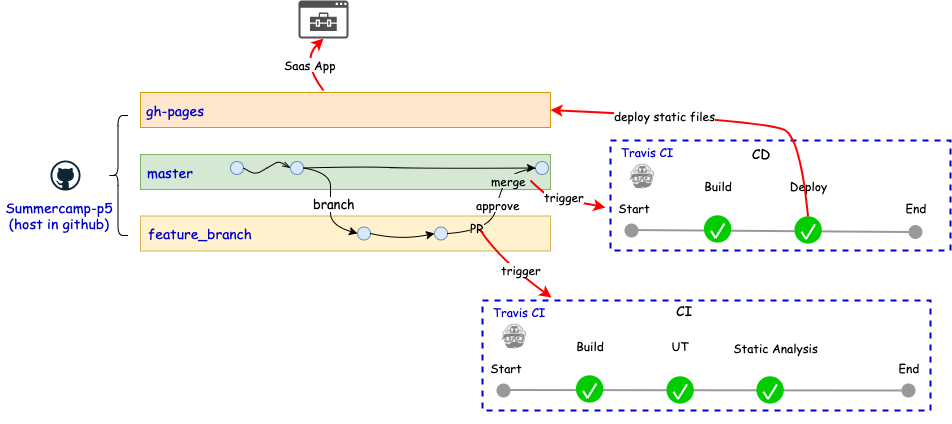 Saas App
gh-pages
deploy static files
Travis CI
CD
master
merge
Build
Deploy
trigger
branch
approve
Start
End
Summercamp-p5
(host in github)
feature_branch
PR
trigger
Travis CI
CI
Build
UT
Static Analysis
Start
End